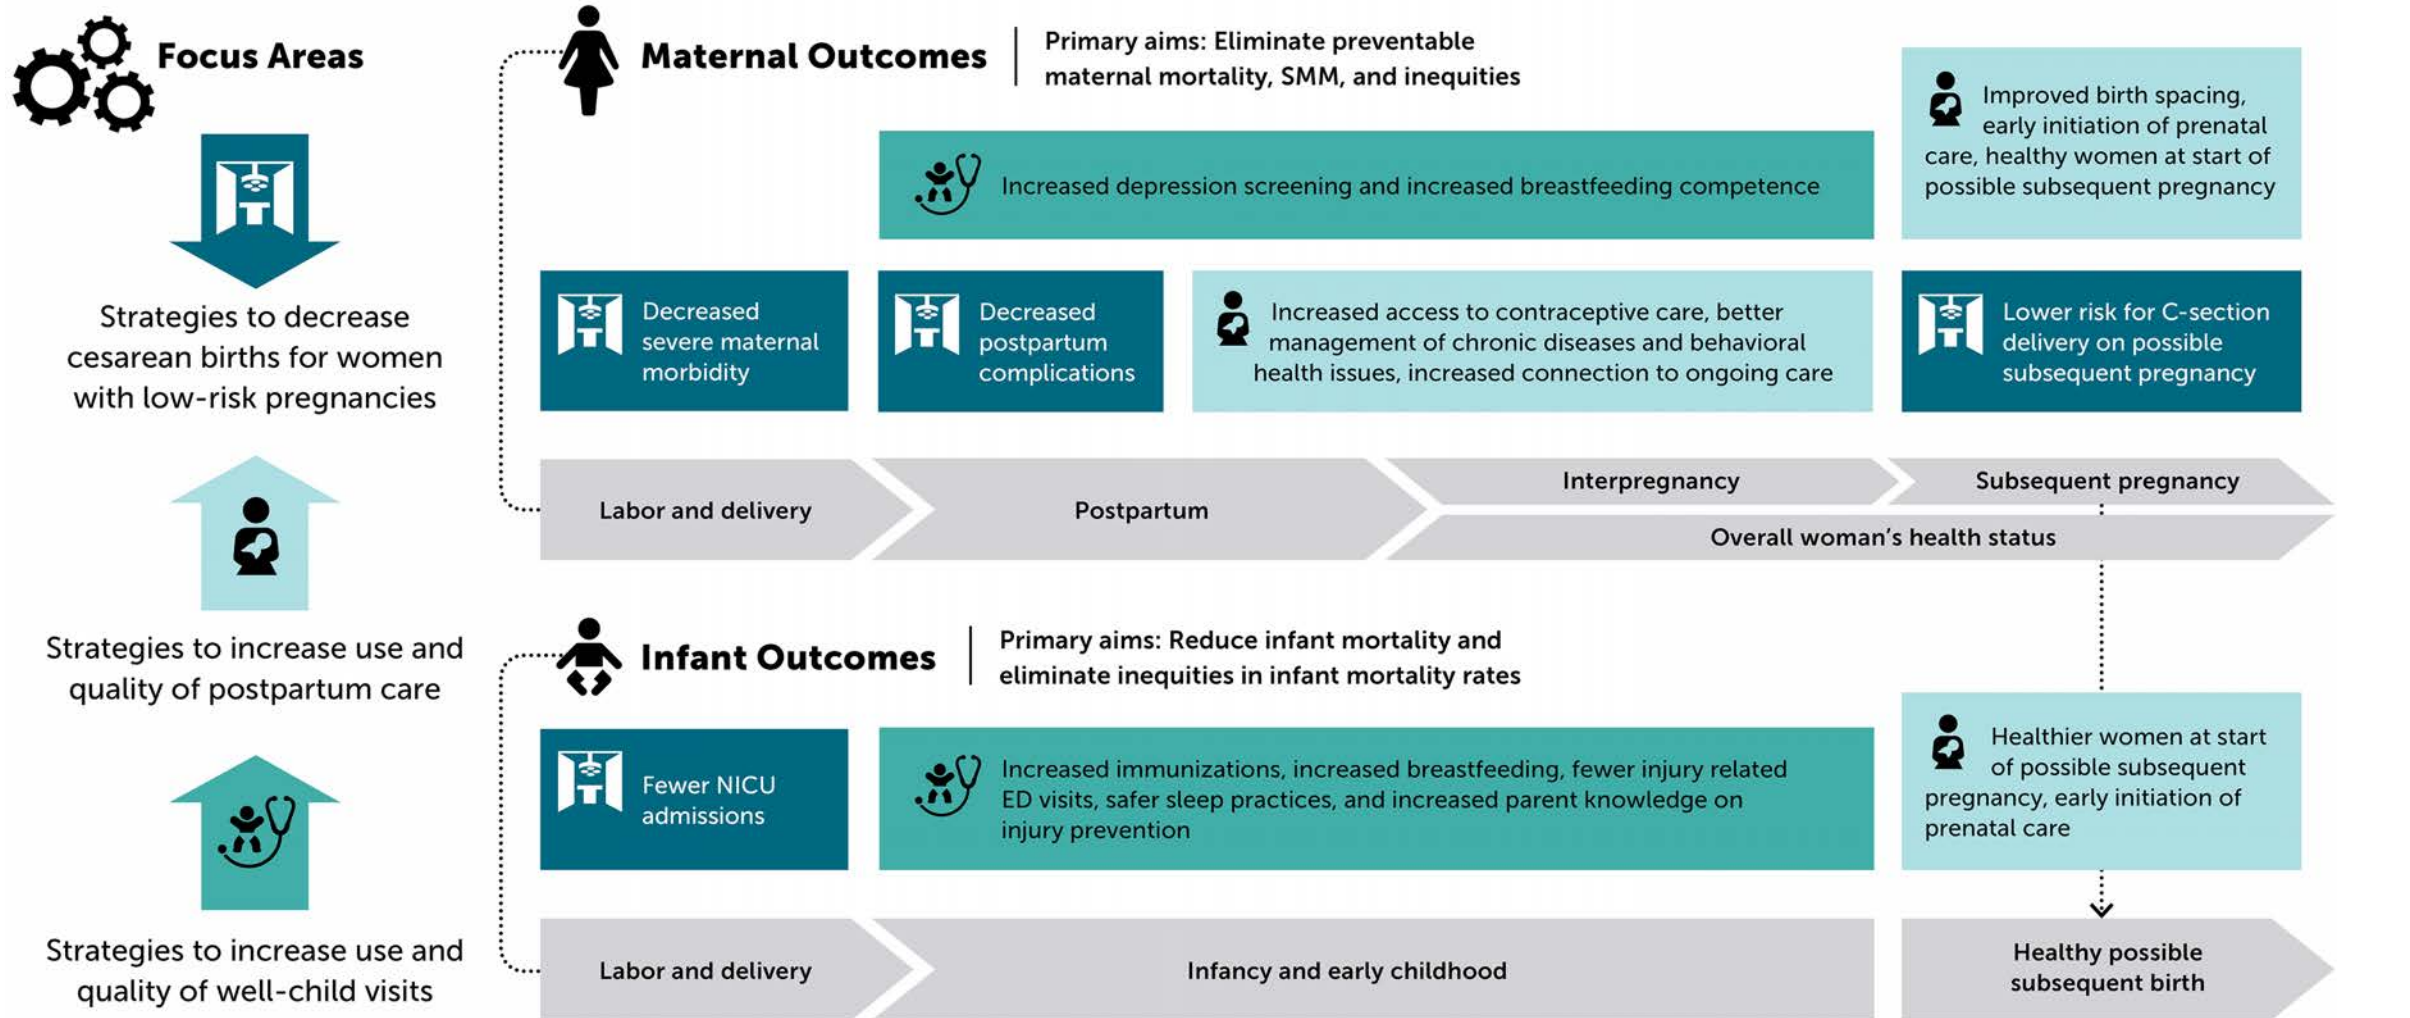 Focus Areas
Strategies to decrease
cesarean births for women
with low-risk pregnancies
Strategies to increase use and
quality of postpartum care
Strategies to increase use and
quality of well-child visits
Maternal Outcomes
Primary aims: Eliminate preventable
maternal mortality, SMM, and inequities
Increased depression screening and increased breastfeeding competence
Improved birth spacing,
early initiation of prenatal
care, healthy women at start of
possible subsequent pregnancy
Decreased
severe maternal
morbidity
Decreased
postpartum
complications
Increased access to contraceptive care, better
management of chronic diseases and behavioral
health issues, increased connection to ongoing care
Lower risk for C-section
delivery on possible
subsequent pregnancy
Labor and delivery
Postpartum
Interpregnancy
Subsequent pregnancy
Overall woman's health status
Infant Outcomes
Primary aims: Reduce infant mortality and
eliminate inequities in infant mortality rates
Fewer NICU
admissions
Increased immunizations, increased breastfeeding, fewer injury related
ED visits, safer sleep practices, and increased parent knowledge on
injury prevention
Healthier women at start
of possible subsequent
pregnancy, early initiation of
prenatal care
Labor and delivery
Infancy and early childhood
Healthy possible
subsequent birth